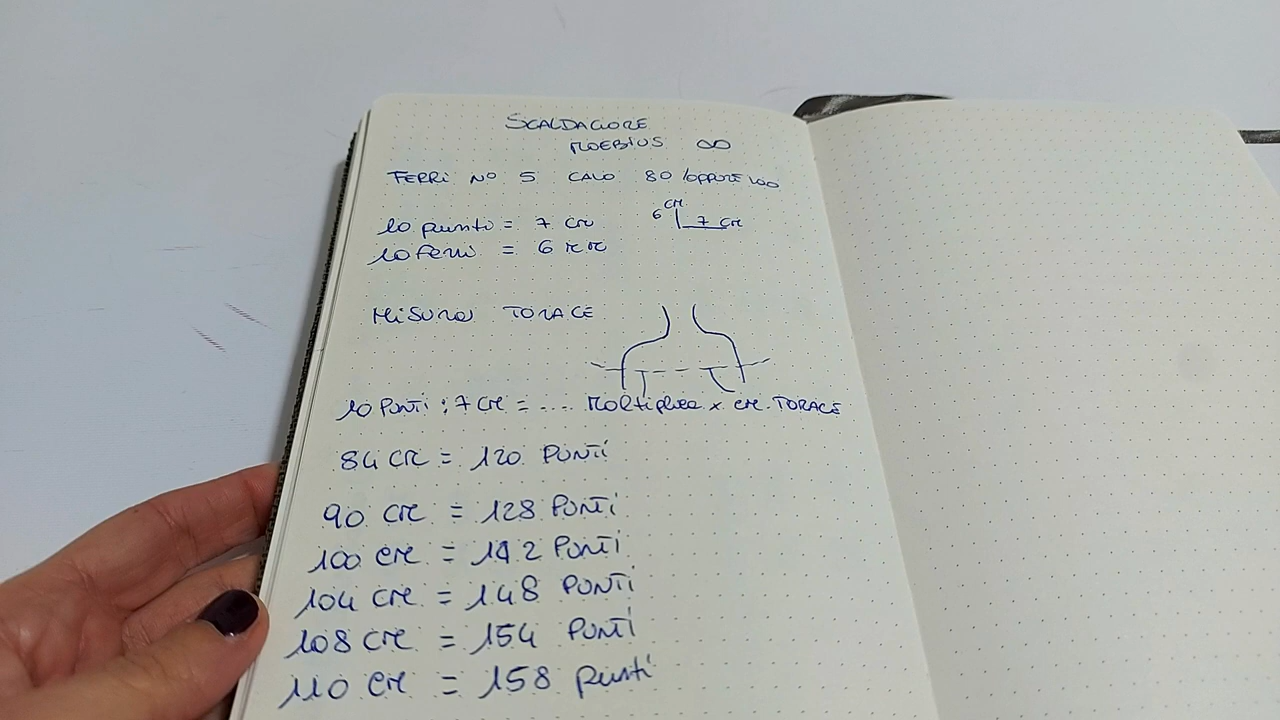 SCALDACUORE
MOEBIUS ∞
FERRI NO 5 CAVO 80 / OPPURE 100
10 punti = 7 cm
6 cm 7 cm
10 ferri = 6 cm
MISURA TORACE
10 PUNTI : 7 CM = .... Moltiplica x cm. TORACE
84 CM = 120 PUNTI
90 CM = 128 PUNTI
100 CM = 142 PUNTI
104 CM = 148 PUNTI
108 CM = 154 PUNTI
110 CM = 158 punti